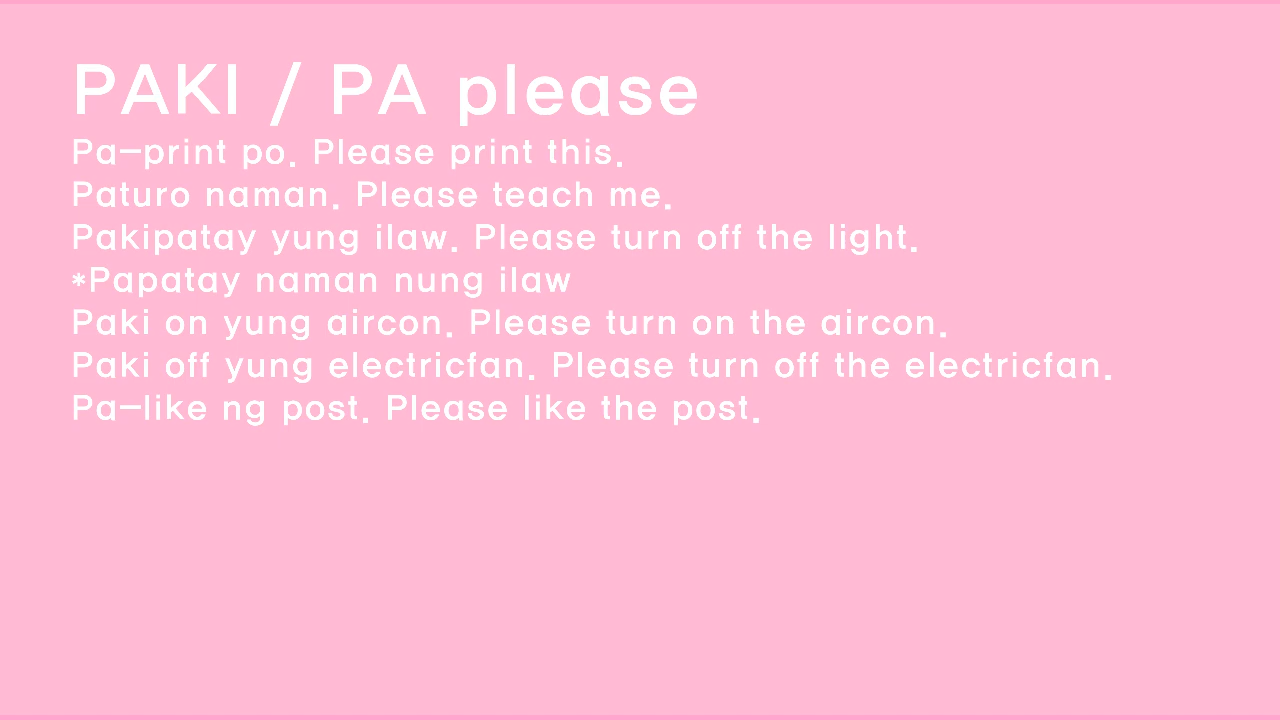 PAKI / PA please
Pa-print po. Please print this.
Paturo naman. Please teach me.
Pakipatay yung ilaw. Please turn off the light.
*Papatay naman nung ilaw
Paki on yung aircon. Please turn on the aircon.
Paki off yung electricfan. Please turn off the electricfan.
Pa-like ng post. Please like the post.